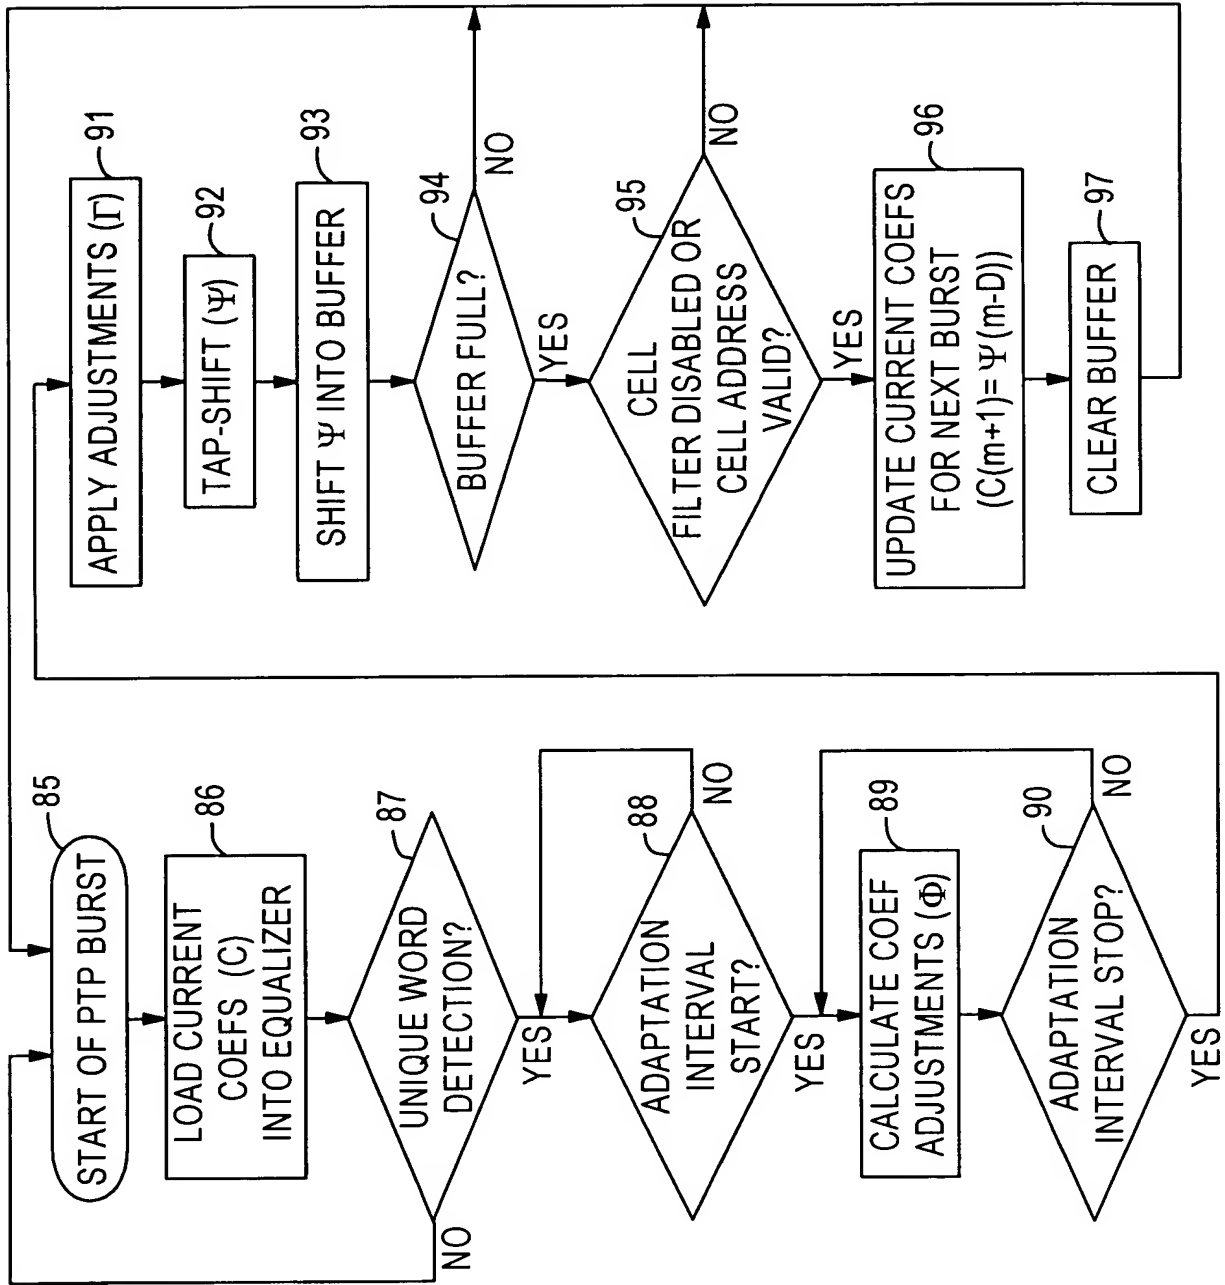 85
START OF PTP BURST
86
LOAD CURRENT
COEFS (C)
INTO EQUALIZER
87
UNIQUE WORD
DETECTION?
NO
YES
88
ADAPTATION
INTERVAL
START?
NO
YES
89
CALCULATE COEF
ADJUSTMENTS (Φ)
90
ADAPTATION
INTERVAL STOP?
NO
YES
91
APPLY ADJUSTMENTS (Γ)
92
TAP-SHIFT (Ψ)
93
SHIFT Ψ INTO BUFFER
94
BUFFER FULL?
NO
YES
95
CELL
FILTER DISABLED OR
CELL ADDRESS
VALID?
NO
YES
96
UPDATE CURRENT COEFS
FOR NEXT BURST
(C(m+1)= Ψ(m-D))
97
CLEAR BUFFER